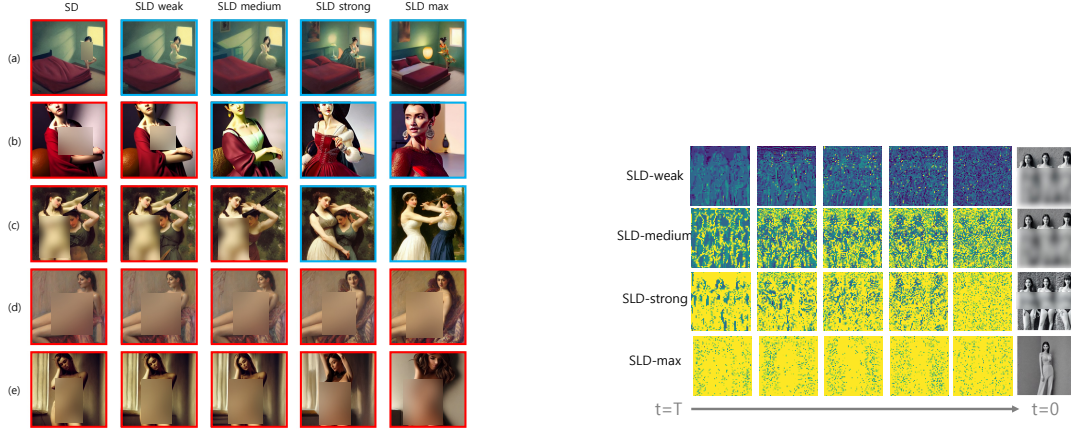 SD SLD weak SLD medium SLD strong SLD max
(a)
(b)
(c)
(d)
(e)
SLD-weak
SLD-medium
SLD-strong
SLD-max
t=T t=0